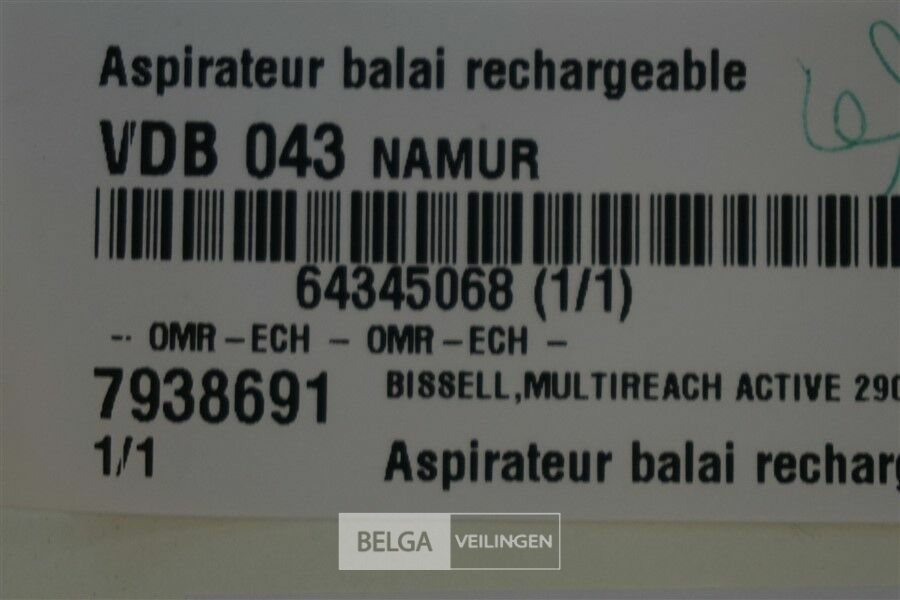 Aspirateur balai rechargeable
VDB 043 NAMUR
64345068 (1/1)
-- OMR - ECH - OMR - ECH -
7938691 BISSELL,MULTIREACH ACTIVE
1/1 Aspirateur balai
BELGA VEILINGEN